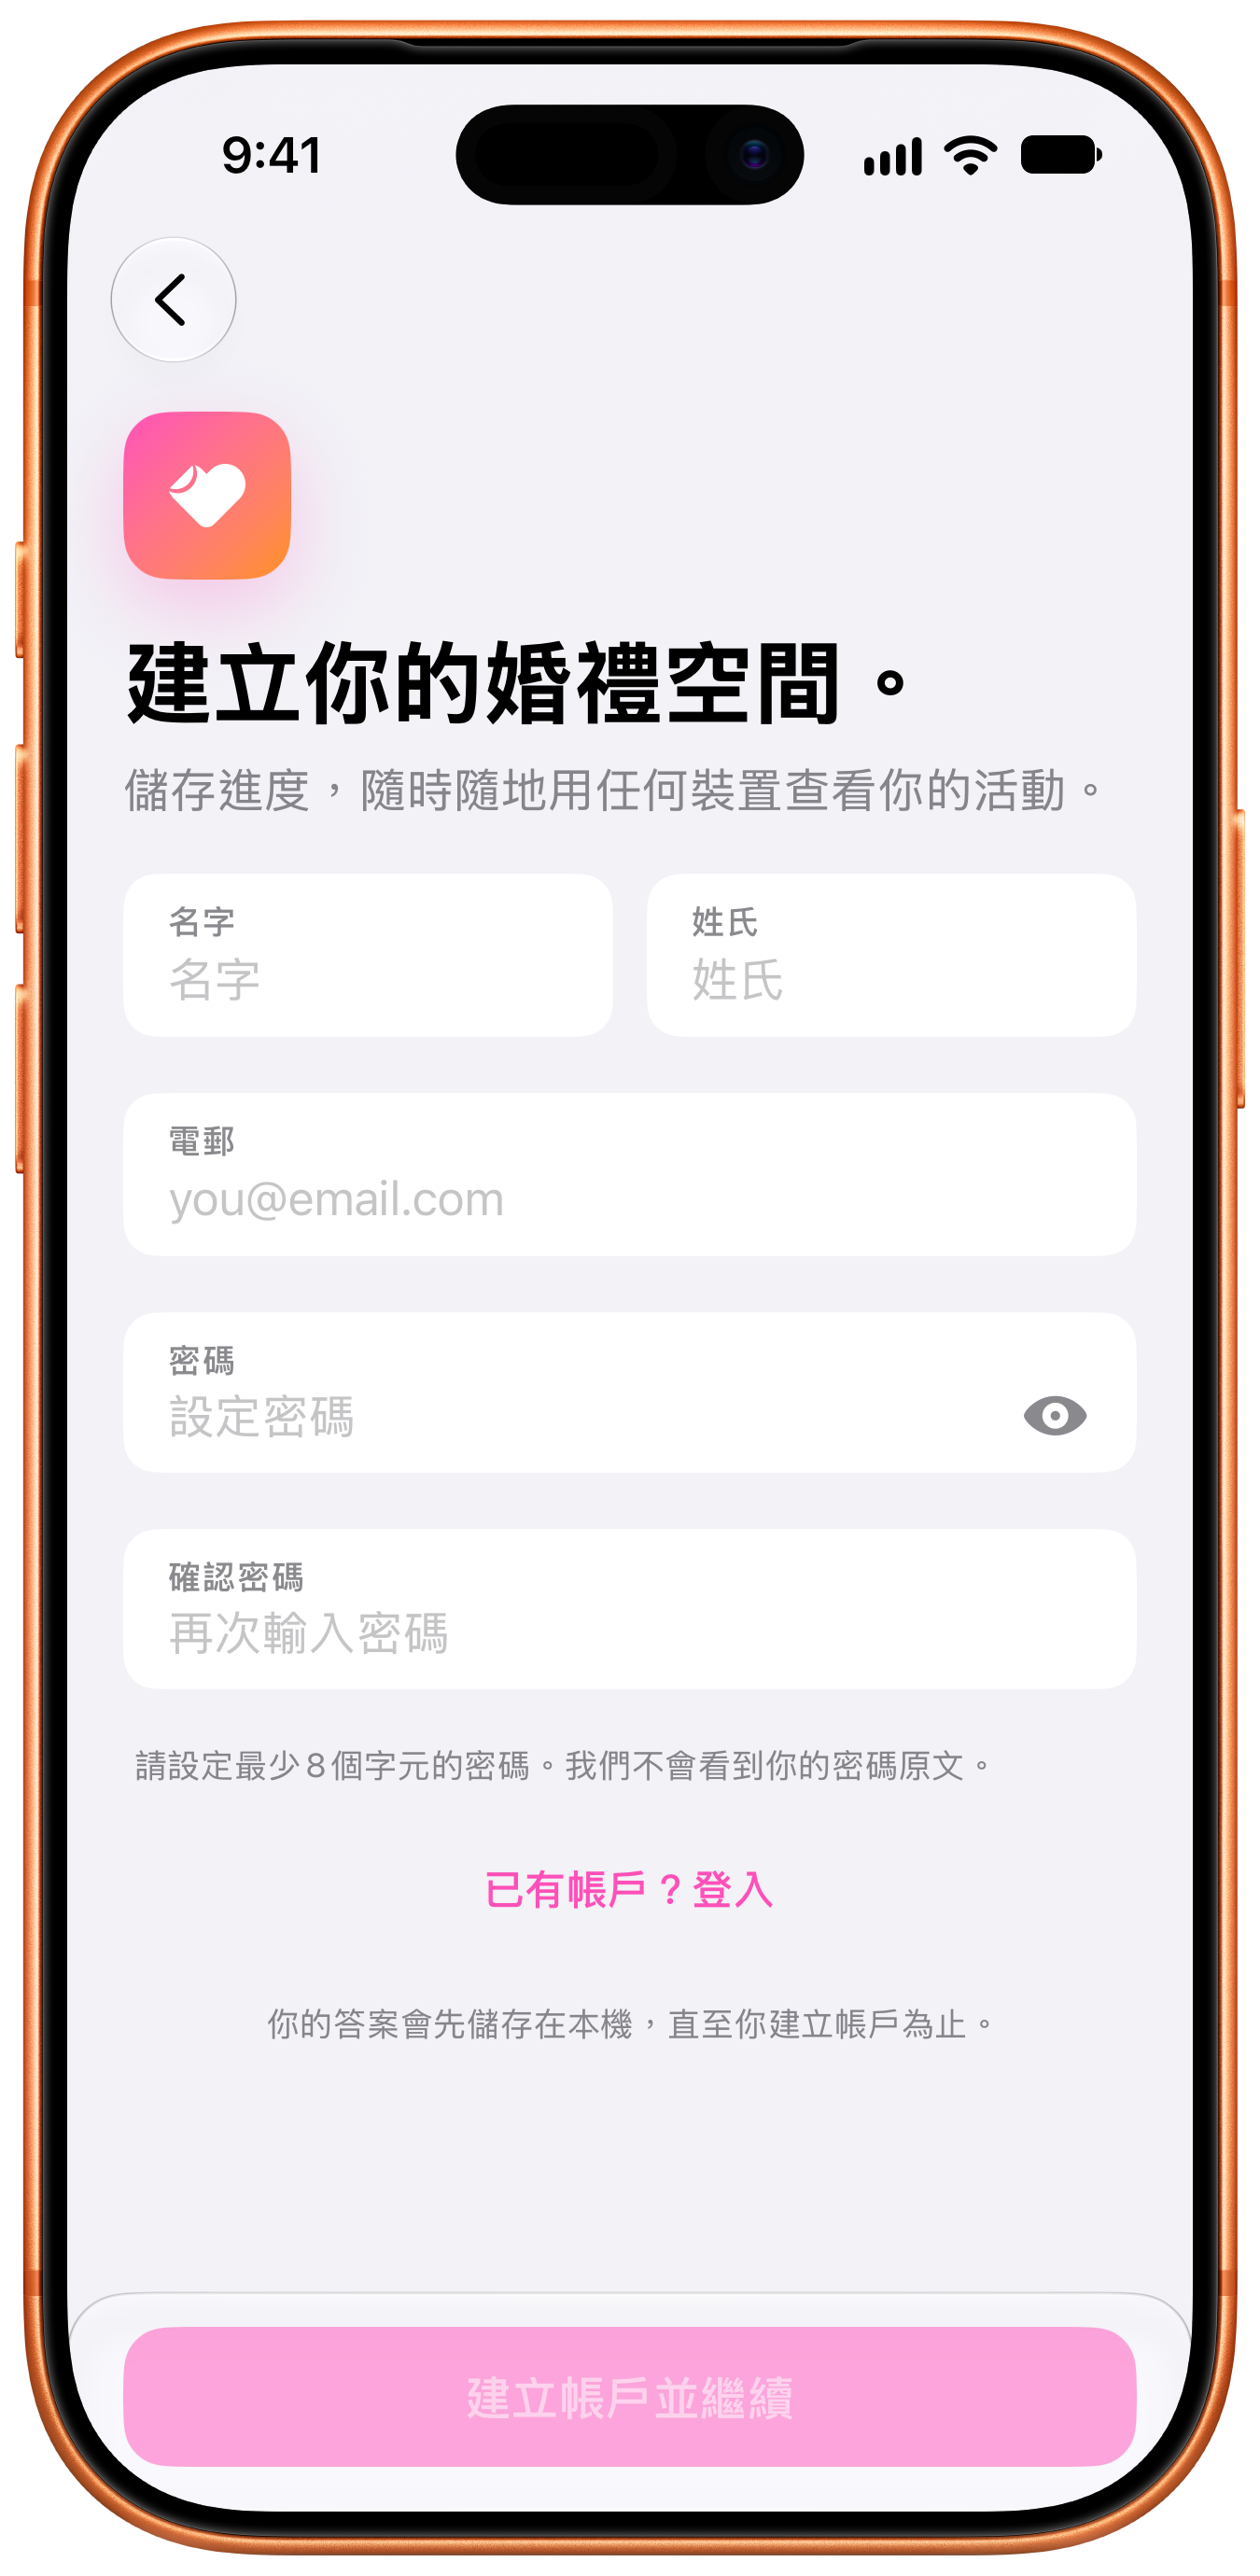 9:41
建立你的婚禮空間。
儲存進度，隨時隨地用任何裝置查看你的活動。
名字 姓氏
名字 姓氏
電郵
you@email.com
密碼
設定密碼
確認密碼
再次輸入密碼
請設定最少8個字元的密碼。我們不會看到你的密碼原文。
已有帳戶？登入
你的答案會先儲存在本機，直至你建立帳戶為止。
建立帳戶並繼續